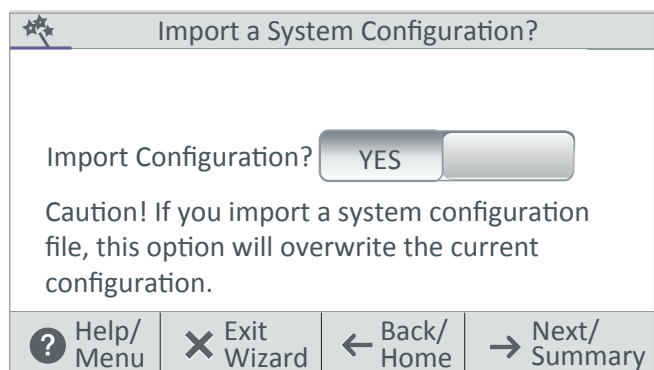 Import a System Configuration?
Import Configuration? YES
Caution! If you import a system configuration
file, this option will overwrite the current
configuration.
? Help/
Menu
Exit
Wizard
Back/
Home
Next/
Summary